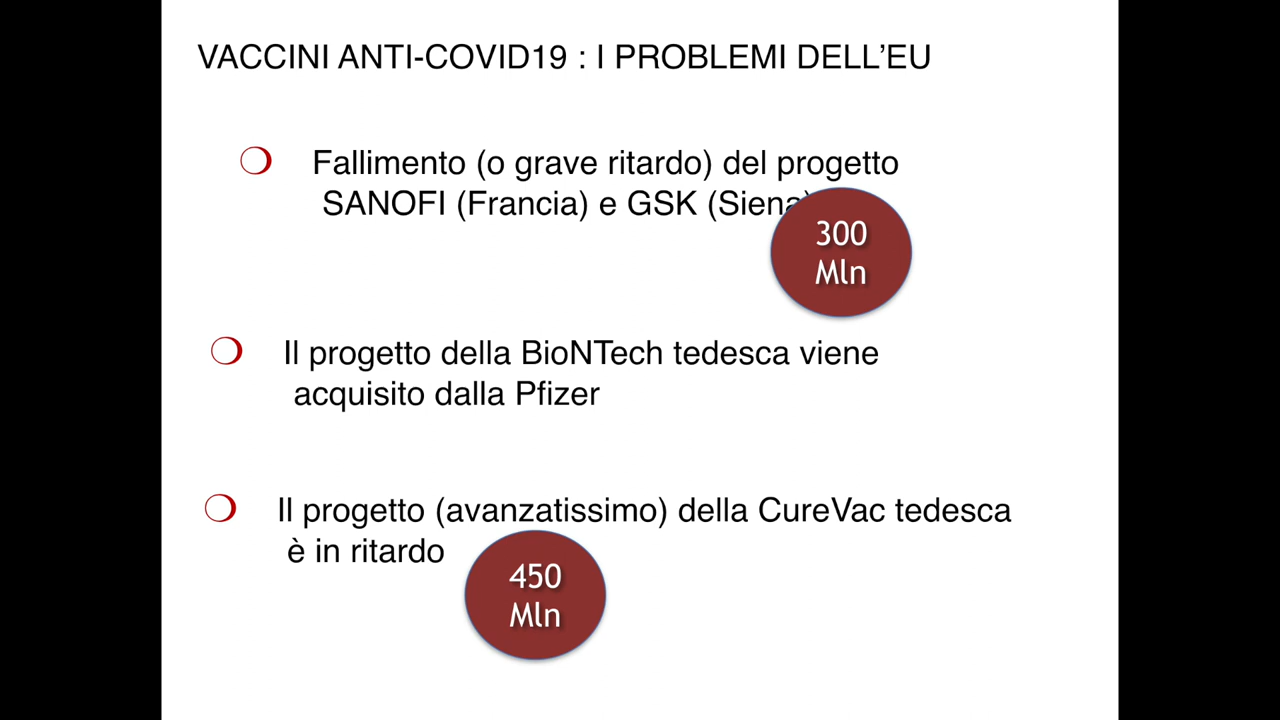 VACCINI ANTI-COVID19 : I PROBLEMI DELL'EU
Fallimento (o grave ritardo) del progetto
SANOFI (Francia) e GSK (Siena)
300
Mln
Il progetto della BioNTech tedesca viene
acquisito dalla Pfizer
Il progetto (avanzatissimo) della CureVac tedesca
è in ritardo
450
Mln